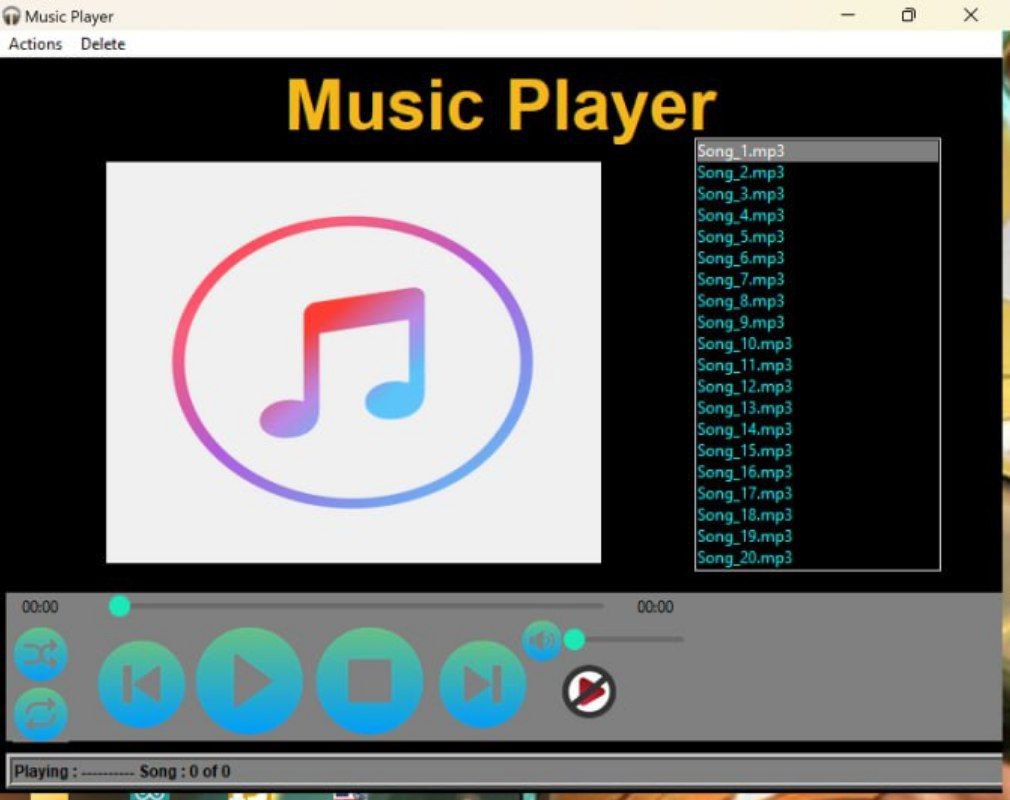 Music Player
Actions Delete
Music Player
Song_1.mp3
Song_2.mp3
Song_3.mp3
Song_4.mp3
Song_5.mp3
Song_6.mp3
Song_7.mp3
Song_8.mp3
Song_9.mp3
Song_10.mp3
Song_11.mp3
Song_12.mp3
Song_13.mp3
Song_14.mp3
Song_15.mp3
Song_16.mp3
Song_17.mp3
Song_18.mp3
Song_19.mp3
Song_20.mp3
00:00 00:00
Playing : ---------- Song : 0 of 0